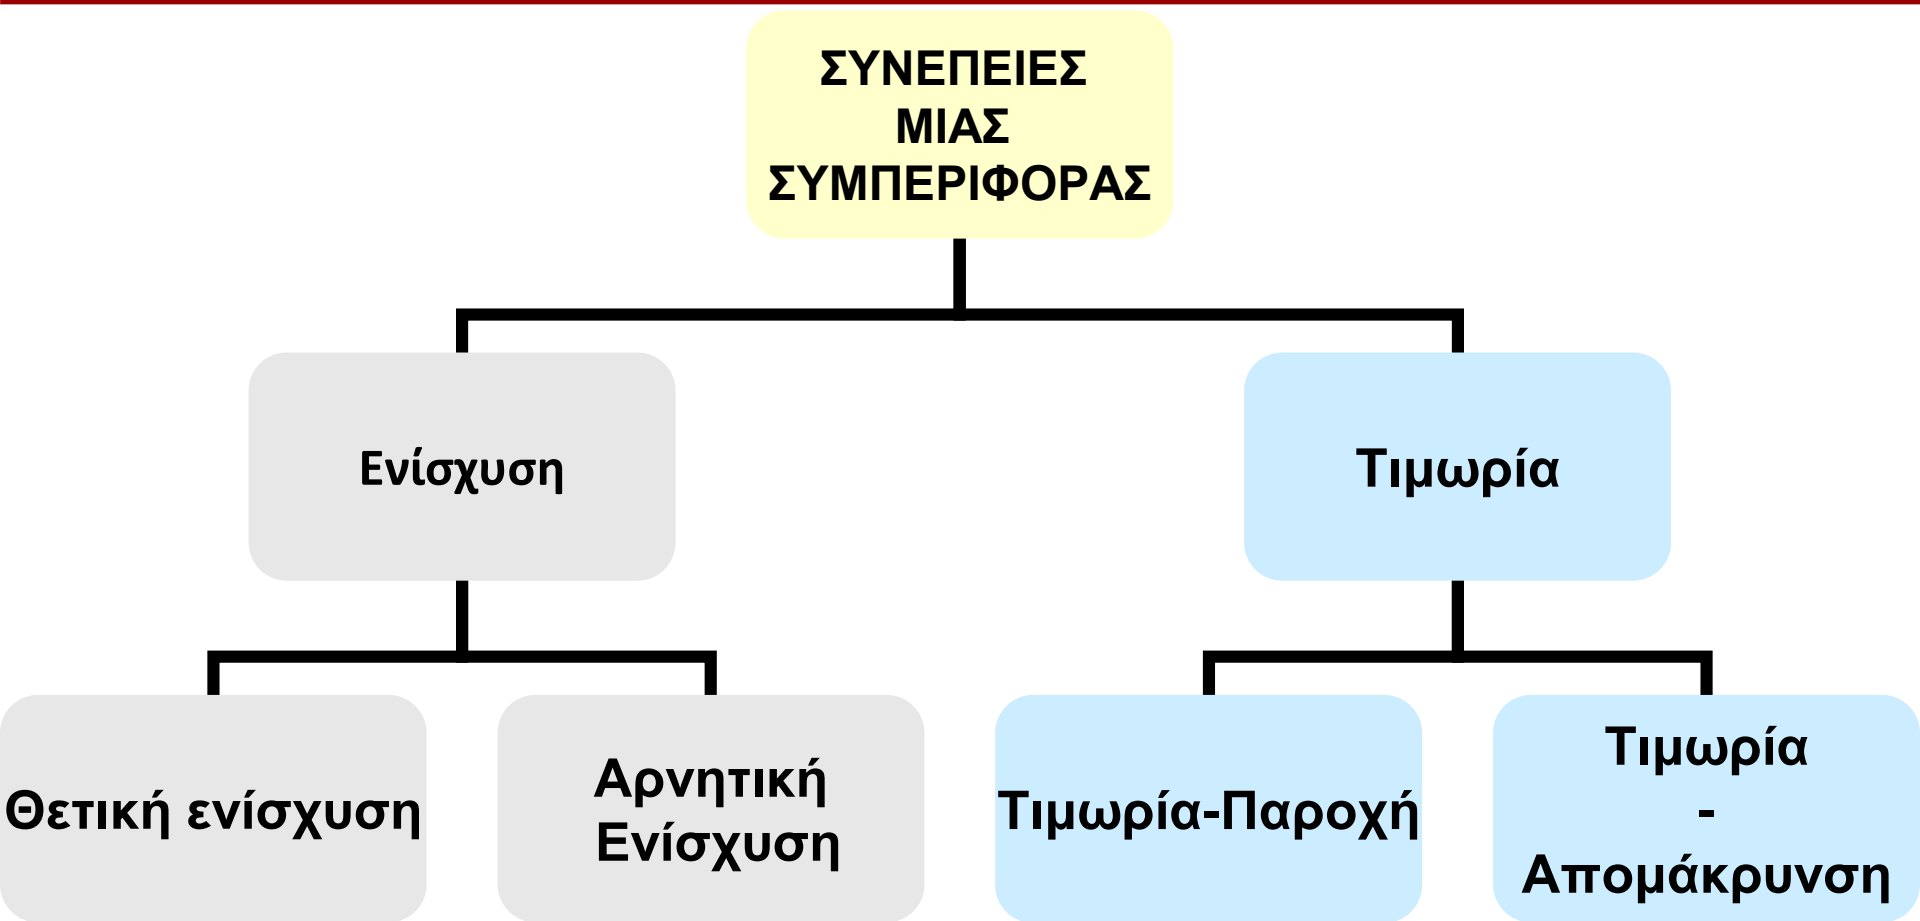 ΣΥΝΕΠΕΙΕΣ
ΜΙΑΣ
ΣΥΜΠΕΡΙΦΟΡΑΣ
Ενίσχυση
Τιμωρία
Θετική ενίσχυση
Αρνητική
Ενίσχυση
Τιμωρία-Παροχή
Τιμωρία
-
Απομάκρυνση